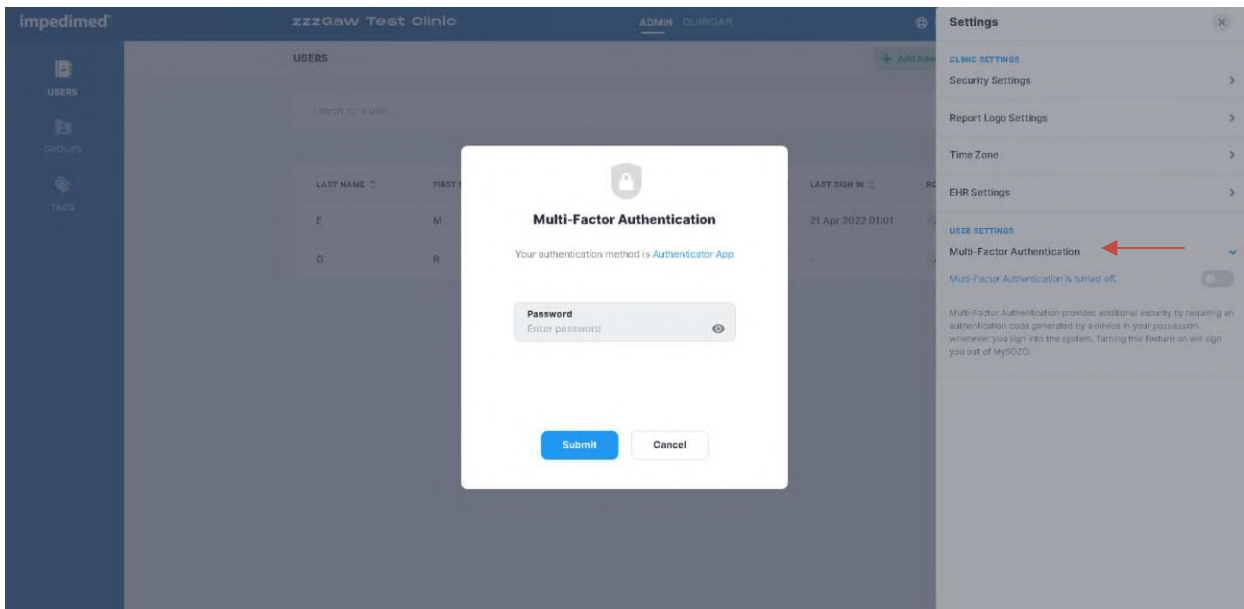 impedimed®
zzzGaw Test Clinic
ADMIN CLINICIAN
Settings
USERS
GROUPS
TAGS
USERS
Add New
Search for a user...
LAST NAME
FIRST
LAST SIGN IN
E M 21 Apr 2022 01:01
G R -
Multi-Factor Authentication
Your authentication method is Authenticator App
Password
Enter password
Submit Cancel
CLINIC SETTINGS
Security Settings
Report Logo Settings
Time Zone
EHR Settings
USER SETTINGS
Multi-Factor Authentication
Multi-Factor Authentication is turned off.
Multi-Factor Authentication provides additional security by requiring an
authentication code generated by a device in your possession
whenever you sign into the system. Turning this feature on will sign
you out of MySOZO.